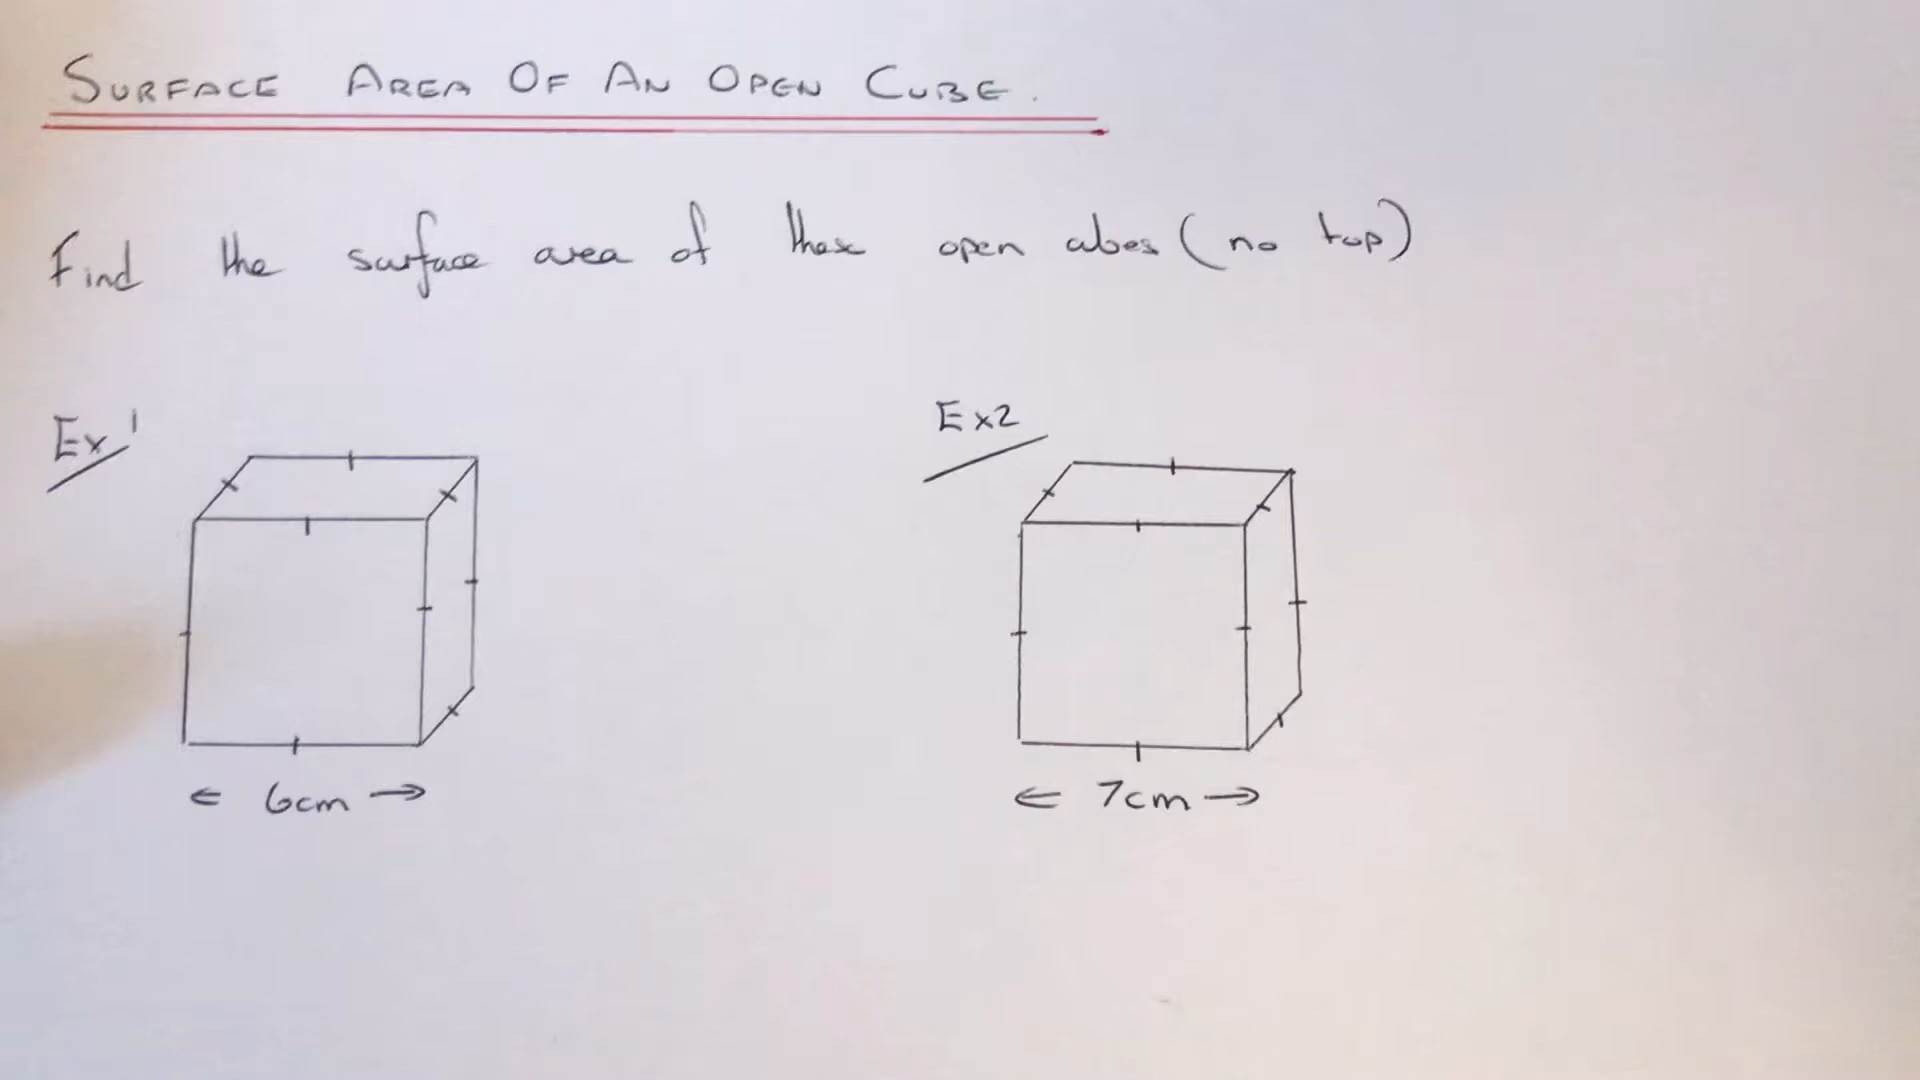 SURFACE AREA OF AN OPEN CUBE.
Find the surface area of these open cubes (no top)
Ex 1
Ex2
6cm
7cm